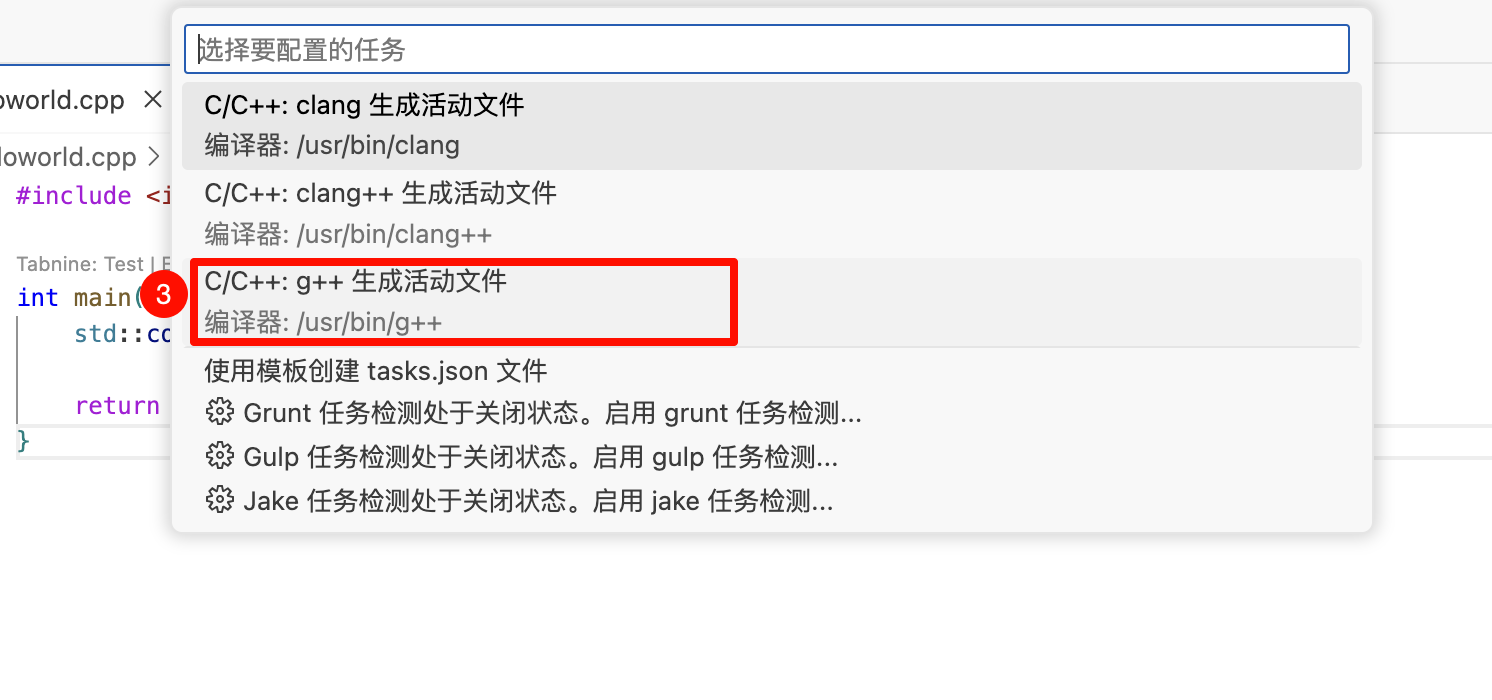 选择要配置的任务
C/C++: clang 生成活动文件
编译器: /usr/bin/clang
C/C++: clang++ 生成活动文件
编译器: /usr/bin/clang++
C/C++: g++ 生成活动文件
编译器: /usr/bin/g++
使用模板创建 tasks.json 文件
Grunt 任务检测处于关闭状态。启用 grunt 任务检测...
Gulp 任务检测处于关闭状态。启用 gulp 任务检测...
Jake 任务检测处于关闭状态。启用 jake 任务检测...
3
oworld.cpp
loworld.cpp >
#include <i
Tabnine: Test |
int main(
std::co
return
}